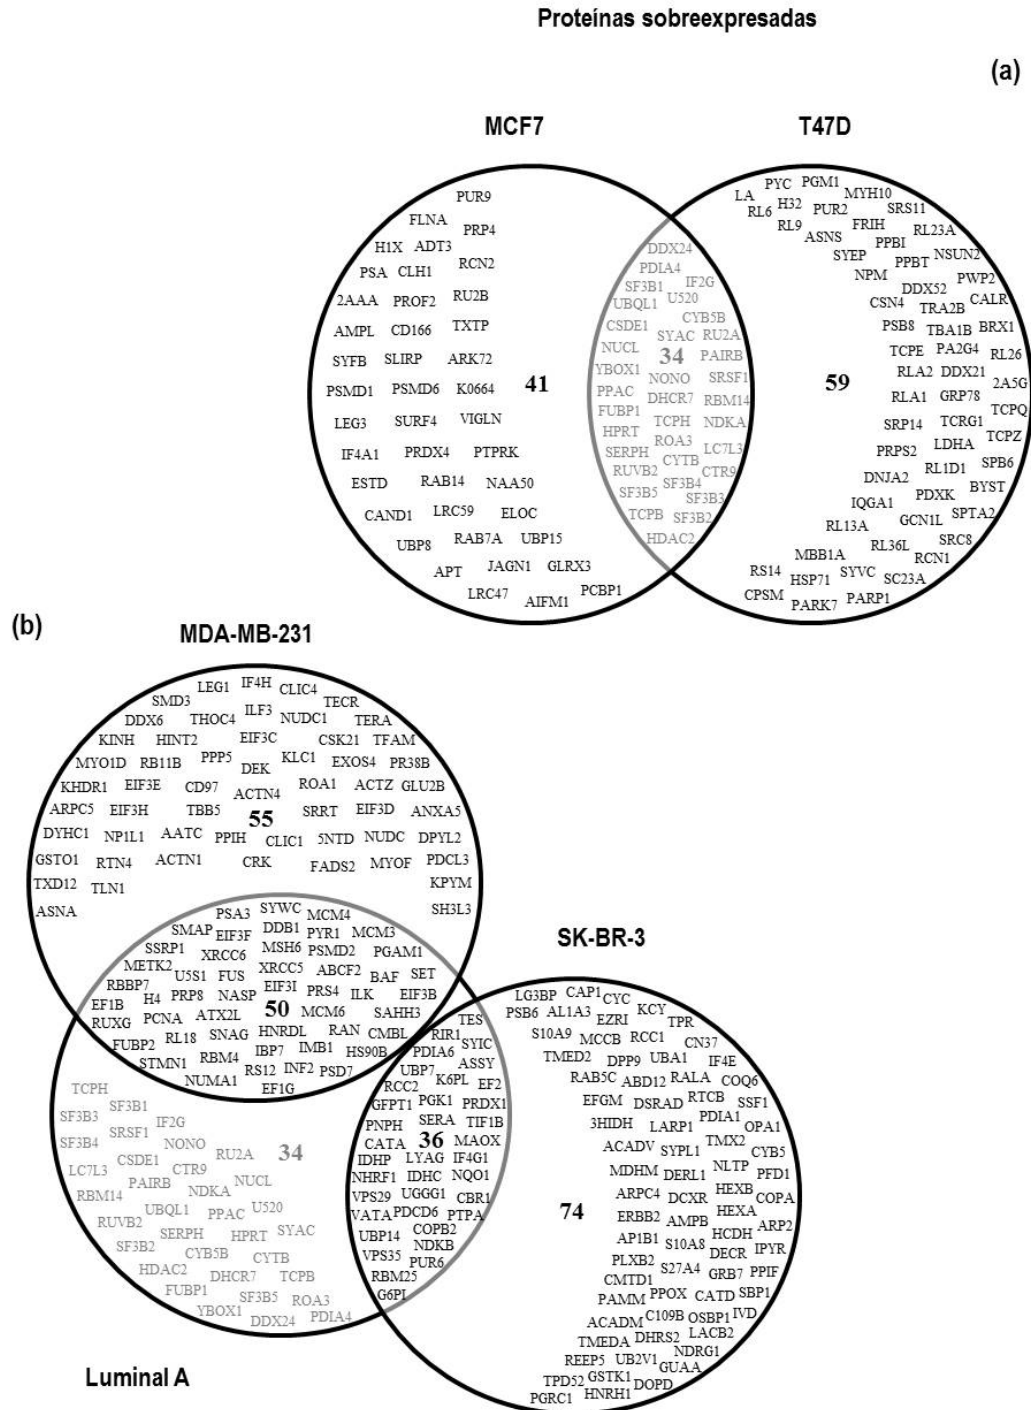 Proteínas sobreexpresadas
(a)
MCF7
T47D
PUR9
FLNA
PRP4
H1X ADT3
RCN2
PSA CLH1
2AAA PROF2 RU2B
AMPL CD166 TXTP
SYFB SLIRP ARK72
41
PSMD1 PSMD6 K0664
LEG3 SURF4 VIGLN
IF4A1 PRDX4 PTPRK
ESTD RAB14 NAA50
CAND1 LRC59 ELOC
UBP8 RAB7A UBP15
APT JAGN1 GLRX3
LRC47 AIFM1 PCBP1
DDX24
PDIA4
SF3B1 IF2G
UBQL1 U520
CSDE1 CYB5B
SYAC RU2A
NUCL 34 PAIRB
YBOX1 NONO SRSF1
PPAC DHCR7 RBM14
FUBP1 TCPH NDKA
HPRT ROA3
SERPH CYTB LC7L3
RUVB2 CTR9
SF3B5 SF3B4
SF3B3
TCPB SF3B2
HDAC2
LA PYC PGM1 MYH10
RL6 H32 PUR2 SRS11
RL9 FRIH RL23A
ASNS PPBI
SYEP PPBT NSUN2
NPM PWP2
DDX52 CALR
CSN4 TRA2B
PSB8 TBA1B BRX1
TCPE PA2G4 RL26
RLA2 DDX21
59
RLA1 GRP78 2A5G
TCPQ
SRP14 TCRG1
TCPZ
PRPS2 LDHA
RL1D1 SPB6
DNJA2 BYST
IQGA1 PDXK
SPTA2
RL13A GCN1L
SRC8
RL36L
MBB1A RCN1
RS14 SYVC
HSP71 SC23A
CPSM PARK7 PARP1
(b)
MDA-MB-231
LEG1 IF4H CLIC4
SMD3 TECR
DDX6 THOC4 ILF3 NUDC1 TERA
KINH HINT2 EIF3C CSK21 TFAM
MYO1D RB11B PPP5 KLC1 EXOS4 PR38B
DEK
KHDR1 EIF3E CD97 ROA1 ACTZ GLU2B
ACTN4
ARPC5 EIF3H TBB5 SRRT EIF3D ANXA5
55
DYHC1 NP1L1 AATC PPIH CLIC1 5NTD NUDC DPYL2
GSTO1 RTN4 ACTN1 CRK FADS2 MYOF PDCL3
TXD12 TLN1 KPYM
ASNA SH3L3
PSA3 SYWC MCM4
SMAP EIF3F DDB1 PYR1 MCM3
SSRP1 MSH6 PSMD2 PGAM1
XRCC6
METK2 XRCC5 ABCF2 SET
RBBP7 U5S1 FUS BAF
EF1B H4 PRP8 NASP EIF3I PRS4 ILK EIF3B
50
RUXG PCNA ATX2L MCM6 SAHH3
FUBP2 RL18 SNAG HNRDL RAN CMBL
STMN1 RBM4 IBP7 IMB1 HS90B
NUMA1 RS12 INF2 PSD7
EF1G
SK-BR-3
TES
RIR1 SYIC
PDIA6
UBP7 ASSY
RCC2 K6PL EF2
GFPT1 PGK1 PRDX1
PNPH SERA TIF1B
CATA 36 MAOX
IDHP LYAG IF4G1
NHRF1 IDHC NQO1
VPS29 UGGG1 CBR1
VATA PDCD6 PTPA
UBP14 COPB2
NDKB
VPS35 PUR6
RBM25
G6PI
LG3BP CAP1 CYC
PSB6 AL1A3 KCY
EZRI TPR
S10A9 MCCB RCC1 CN37
TMED2 DPP9 UBA1 IF4E
RAB5C ABD12 RALA COQ6
EFGM DSRAD RTCB SSF1
3HIDH LARP1 PDIA1 OPA1
ACADV SYPL1 TMX2 CYB5
MDHM DERL1 NLTP PFD1
ARPC4 DCXR HEXB COPA
74
ERBB2 AMPB HEXA ARP2
AP1B1 HCDH
S10A8 DECR IPYR
PLXB2 S27A4
CMTD1 GRB7 PPIF
PAMM PPOX CATD SBP1
ACADM C109B OSBP1 IVD
TMEDA DHRS2 LACB2
REEP5 UB2V1 NDRG1
TPD52 GSTK1 GUAA
PGRC1 HNRH1 DOPD
TCPH
SF3B3 SF3B1
IF2G
SF3B4 SRSF1 NONO
RU2A 34
LC7L3 CSDE1 CTR9
PAIRB NUCL
RBM14 NDKA
UBQL1 PPAC U520
RUVB2 SERPH HPRT SYAC
SF3B2 CYB5B CYTB
HDAC2 DHCR7 TCPB
FUBP1 SF3B5 ROA3
YBOX1 DDX24 PDIA4
Luminal A